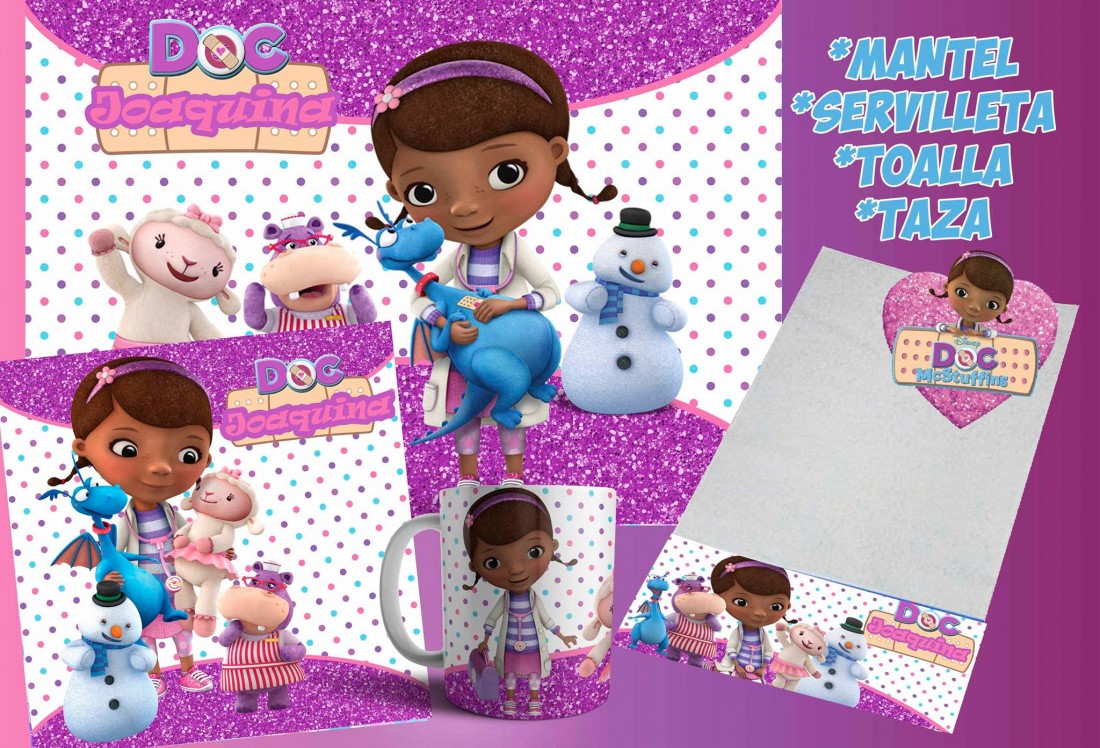 DOC
Joaquina
*MANTEL
*SERVILLETA
*TOALLA
*TAZA
Disney
DOC
McStuffins
DOC
Joaquina
DOC
Joaquina